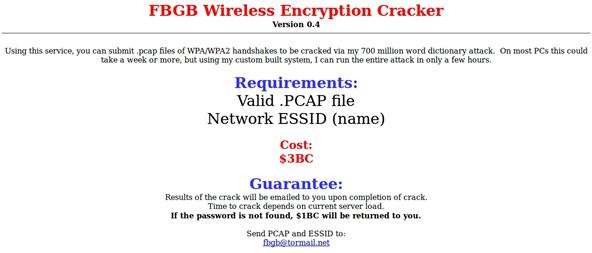 FBGB Wireless Encryption Cracker
Version 0.4
Using this service, you can submit .pcap files of WPA/WPA2 handshakes to be cracked via my 700 million word dictionary attack.  On most PCs this could
take a week or more, but using my custom built system, I can run the entire attack in only a few hours.
Requirements:
Valid .PCAP file
Network ESSID (name)
Cost:
$3BC
Guarantee:
Results of the crack will be emailed to you upon completion of crack.
Time to crack depends on current server load.
If the password is not found, $1BC will be returned to you.
Send PCAP and ESSID to:
fbgb@tormail.net